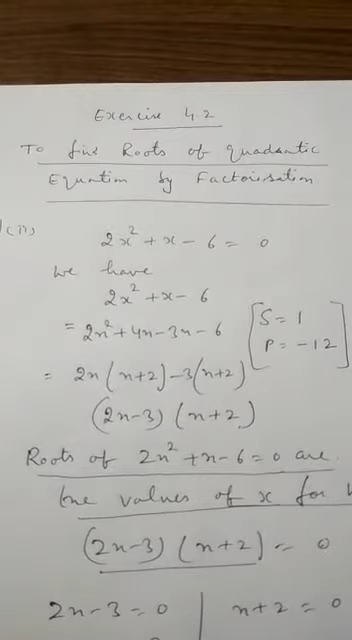 Exercise 4.2
To find Roots of quadratic
Equation by Factorisation
1(ii)
2x² + x - 6 = 0
We have
2x² + x - 6
= 2x² + 4x - 3x - 6 [S = 1
P = -12]
= 2x(x+2) - 3(x+2)
(2x-3)(x+2)
Roots of 2x² + x - 6 = 0 are
the values of x for
(2x-3)(x+2) = 0
2x - 3 = 0 | x + 2 = 0